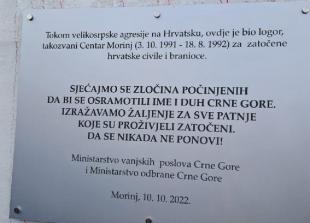 Tokom velikosrpske agresije na Hrvatsku, ovdje je bio logor,
takozvani Centar Morinj (3. 10. 1991 - 18. 8. 1992) za zatočene
hrvatske civile i branioce.
SJEĆAJMO SE ZLOČINA POČINJENIH
DA BI SE OSRAMOTILI IME I DUH CRNE GORE.
IZRAŽAVAMO ŽALJENJE ZA SVE PATNJE
KOJE SU PROŽIVJELI ZATOČENI.
DA SE NIKADA NE PONOVI!
Ministarstvo vanjskih poslova Crne Gore
i Ministarstvo odbrane Crne Gore
Morinj, 10. 10. 2022.